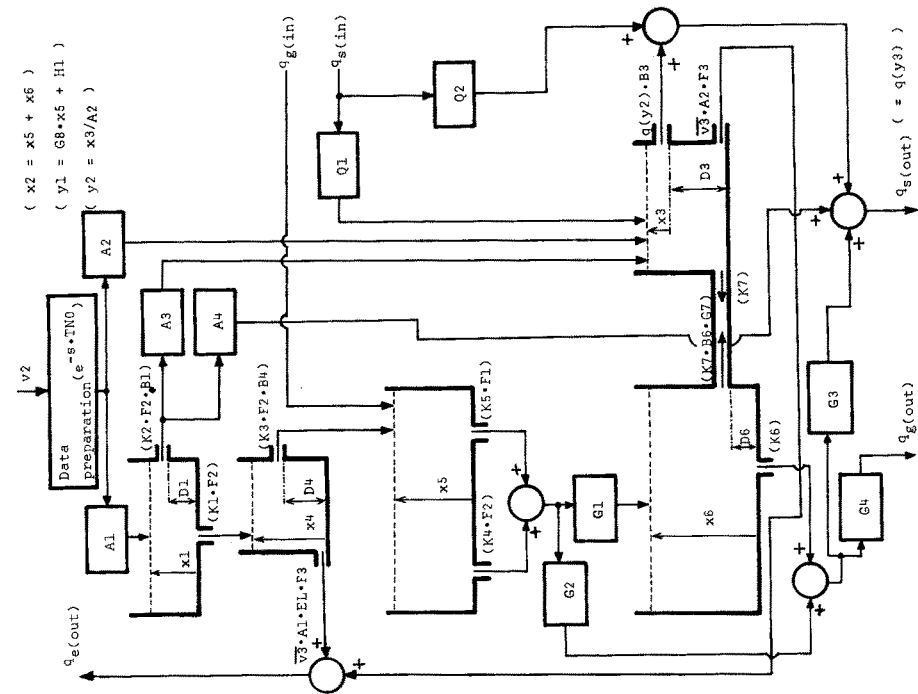 ( x2 = x5 + x6 )
( y1 = G8•x5 + H1 )
( y2 = x3/A2 )
v2
Data preparation (e-s•TNO)
A1
A2
A3
A4
qg(in)
qs(in)
Q1
Q2
x1
D1
(K2•F2•B1)
(K1•F2)
x4
D4
(K3•F2•B4)
v3•A1•EL•F3
qe(out)
x5
(K5•F1)
(K4•F2)
G1
G2
x6
D6
(K6)
(K7•B6•G7)
(K7)
x3
D3
q(y2)•B3
v3•A2•F3
G3
G4
qg(out)
qs(out) ( = q(y3) )
+
+
+
+
+
+
+
+
+
+
+